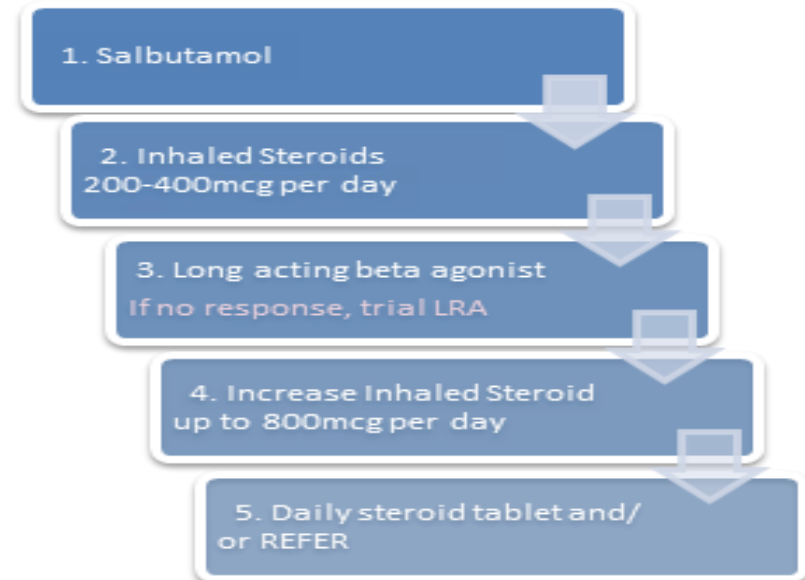 1. Salbutamol
2. Inhaled Steroids
200-400mcg per day
3. Long acting beta agonist
If no response, trial LRA
4. Increase Inhaled Steroid
up to 800mcg per day
5. Daily steroid tablet and/
or REFER